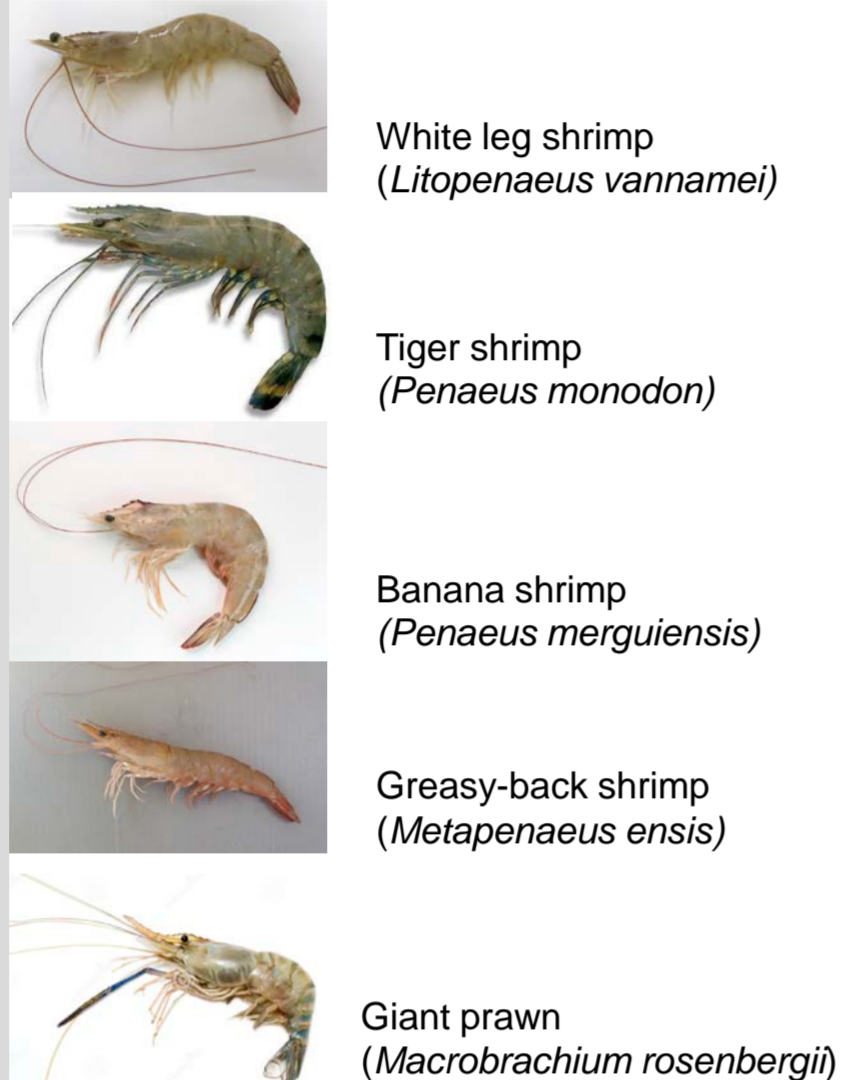 White leg shrimp
(Litopenaeus vannamei)
Tiger shrimp
(Penaeus monodon)
Banana shrimp
(Penaeus merguiensis)
Greasy-back shrimp
(Metapenaeus ensis)
Giant prawn
(Macrobrachium rosenbergii)